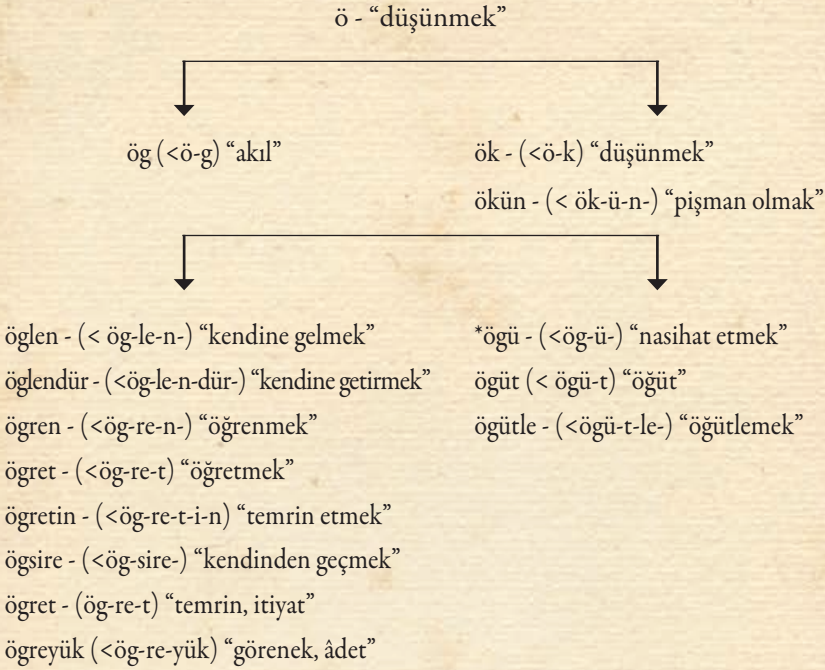 ö - “düşünmek”
ög (<ö-g) “akıl”
ök - (<ö-k) “düşünmek”
ökün - (< ök-ü-n-) “pişman olmak”
öglen - (< ög-le-n-) “kendine gelmek”
öglendür - (<ög-le-n-dür-) “kendine getirmek”
ögren - (<ög-re-n-) “öğrenmek”
ögret - (<ög-re-t) “öğretmek”
ögretin - (<ög-re-t-i-n) “temrin etmek”
ögsire - (<ög-sire-) “kendinden geçmek”
ögret - (ög-re-t) “temrin, itiyat”
ögreyük (<ög-re-yük) “görenek, âdet”
*ögü - (<ög-ü-) “nasihat etmek”
ögüt (< ögü-t) “öğüt”
ögütle - (<ögü-t-le-) “öğütlemek”